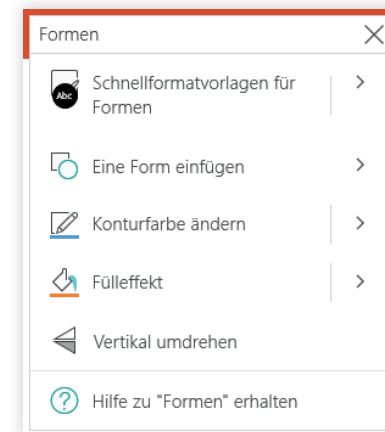 Formen
Abc
Schnellformatvorlagen für
Formen
Eine Form einfügen
Konturfarbe ändern
Fülleffekt
Vertikal umdrehen
Hilfe zu "Formen" erhalten